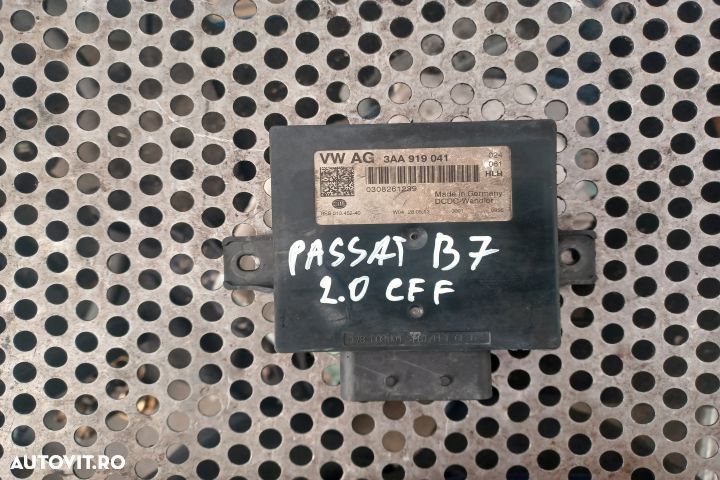 VW AG 3AA 919 041
024
061
HLH
0308261299
Made in Germany
DCDC-Wandler
PASSAT B7
2.0 CFF
AUTOVIT.RO